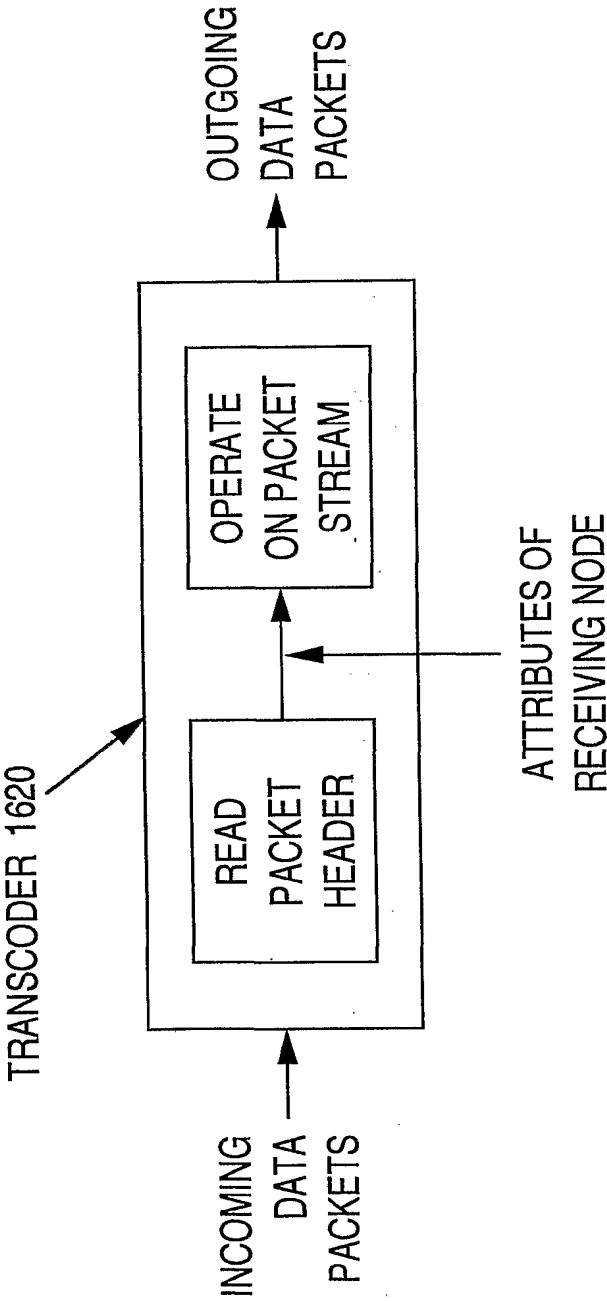 TRANSCODER 1620
INCOMING
DATA
PACKETS
READ
PACKET
HEADER
OPERATE
ON PACKET
STREAM
OUTGOING
DATA
PACKETS
ATTRIBUTES OF
RECEIVING NODE